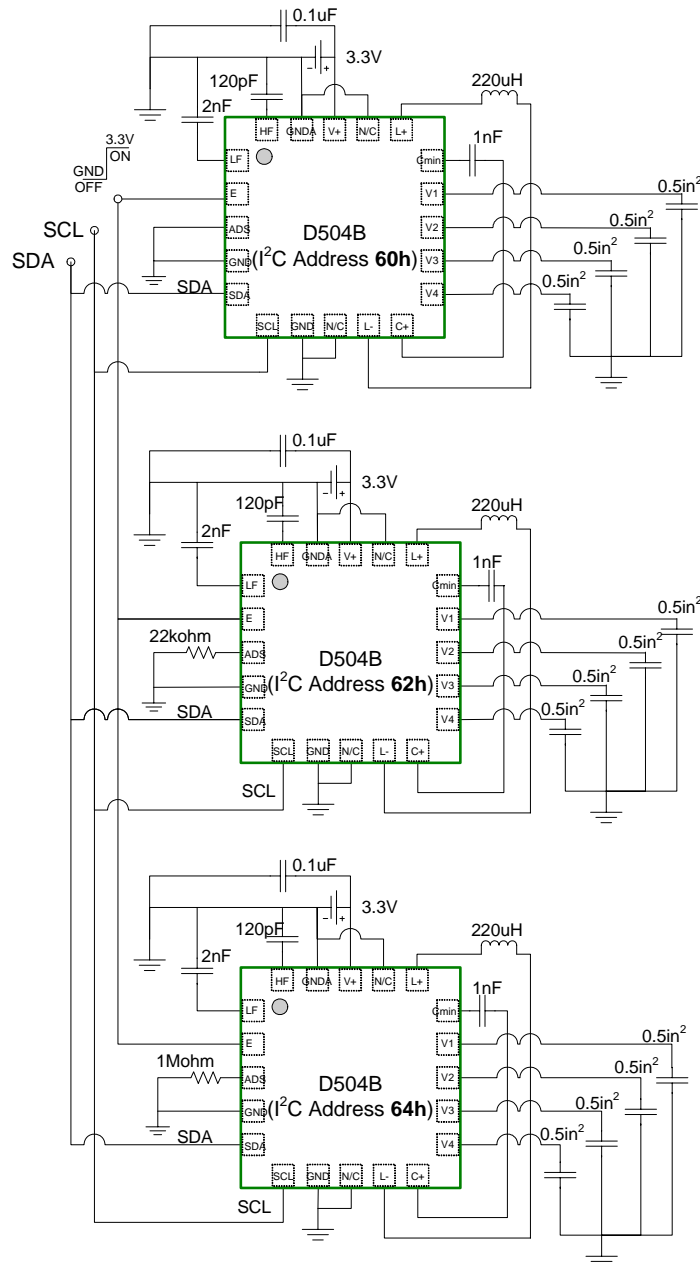 0.1uF
3.3V
- +
120pF
220uH
2nF
1nF
HF GNDA V+ N/C L+
3.3V
ON
GND
OFF
LF
Cmin
E
V1
0.5in²
SCL
ADS
D504B
V2
0.5in²
SDA
GND
(I²C Address 60h)
V3
0.5in²
SDA
SDA
V4
0.5in²
SCL GND N/C L- C+
0.1uF
3.3V
- +
120pF
220uH
2nF
1nF
HF GNDA V+ N/C L+
LF
Cmin
E
V1
0.5in²
22kohm
ADS
D504B
V2
0.5in²
GND
(I²C Address 62h)
V3
0.5in²
SDA
SDA
V4
0.5in²
SCL GND N/C L- C+
SCL
0.1uF
3.3V
- +
120pF
220uH
2nF
1nF
HF GNDA V+ N/C L+
LF
Cmin
E
V1
0.5in²
1Mohm
ADS
D504B
V2
0.5in²
GND
(I²C Address 64h)
V3
0.5in²
SDA
SDA
V4
0.5in²
SCL GND N/C L- C+
SCL